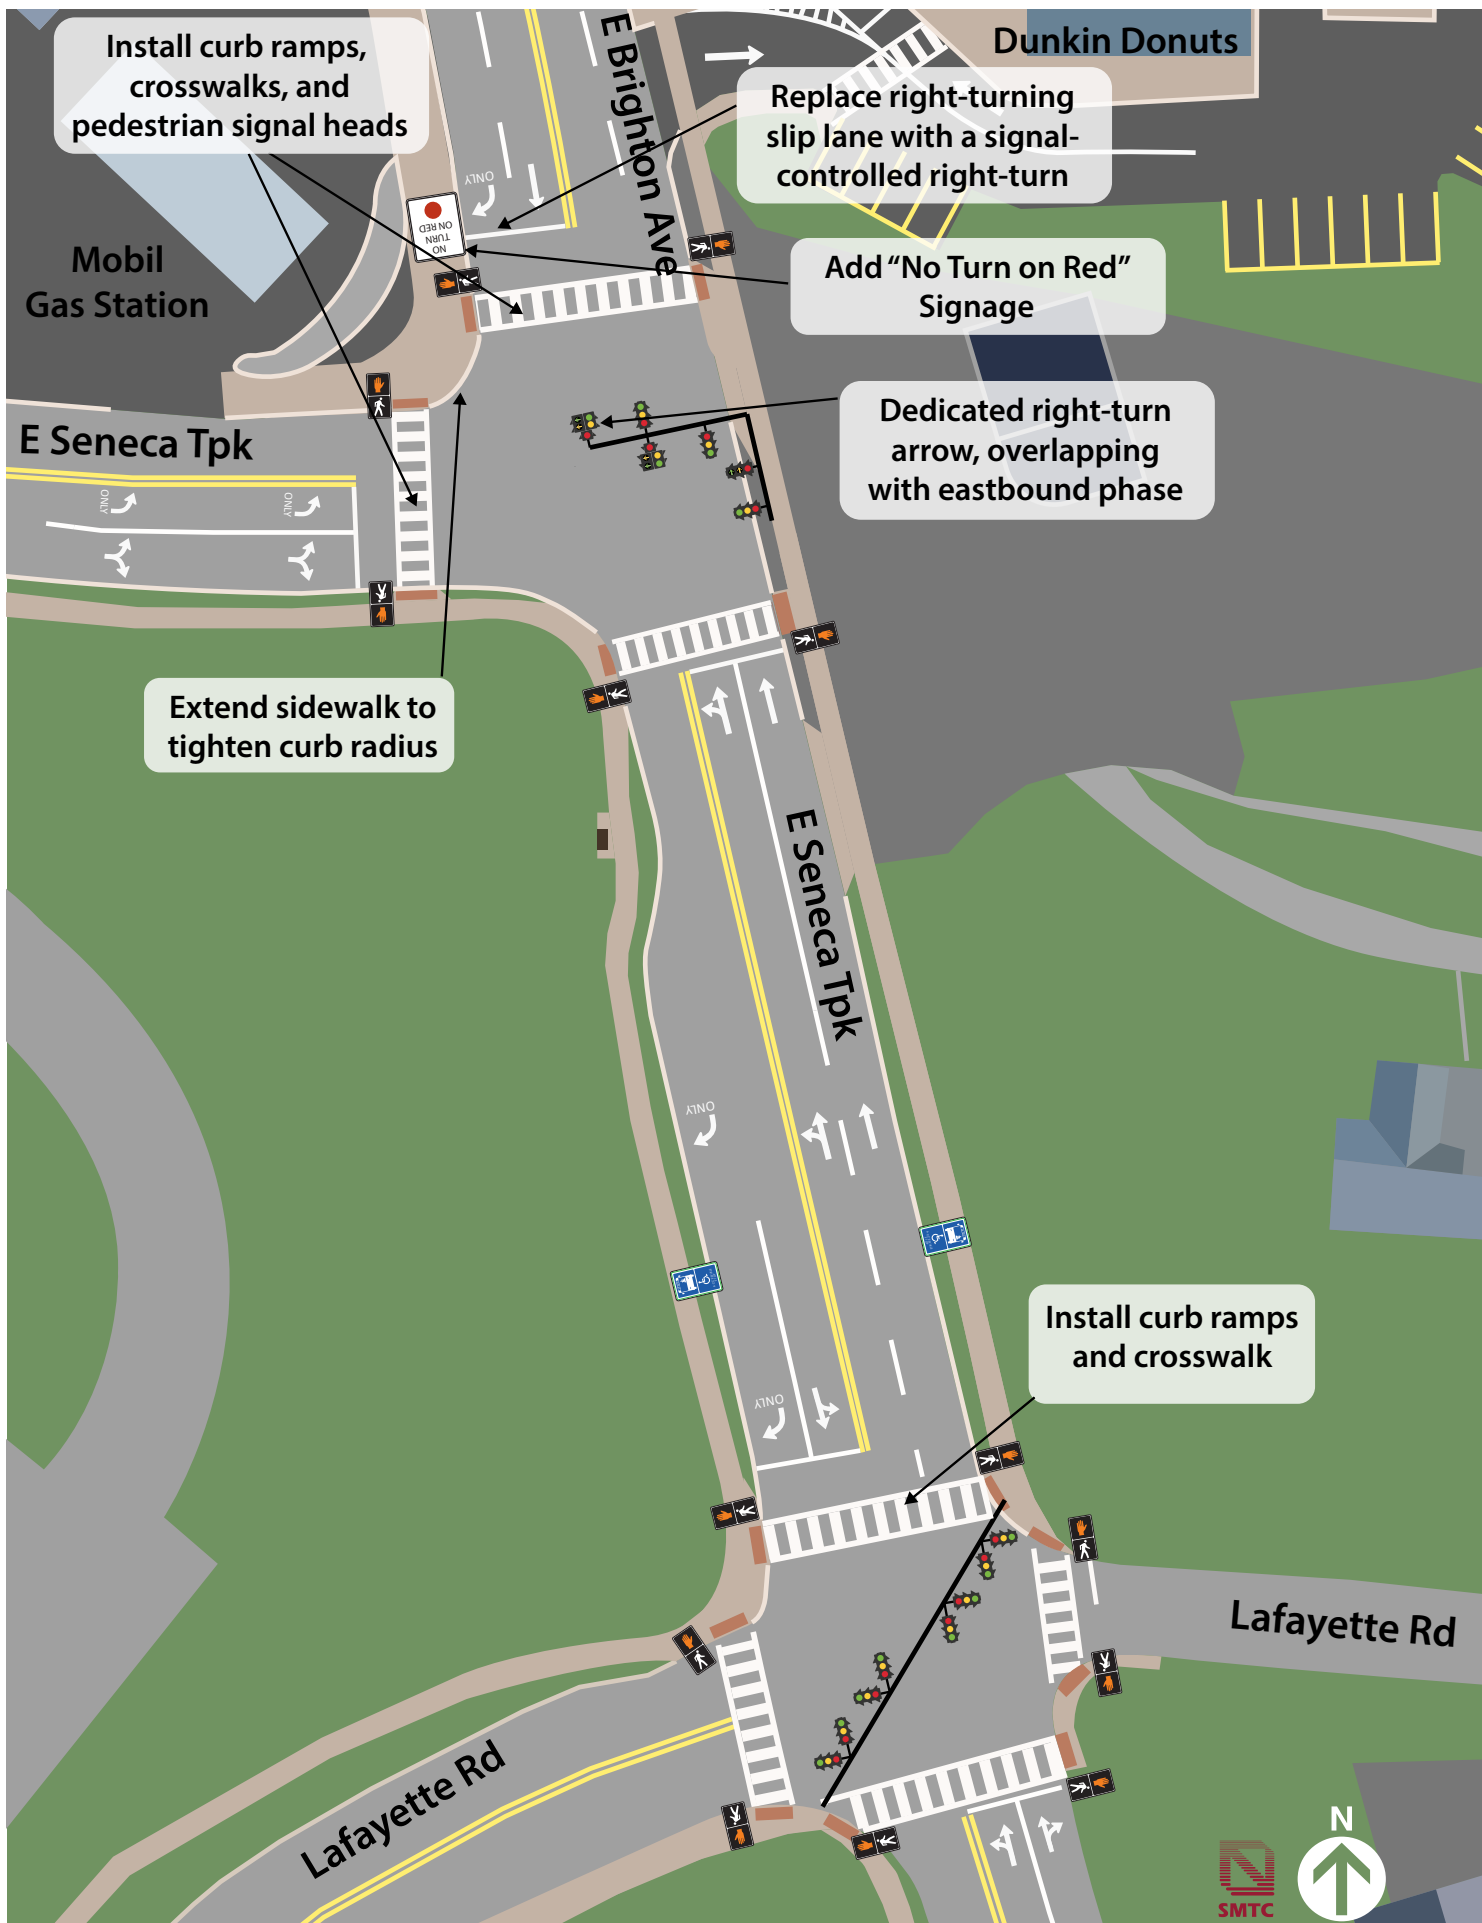 Install curb ramps,
crosswalks, and
pedestrian signal heads
E Brighton Ave
Dunkin Donuts
Replace right-turning
slip lane with a signal-
controlled right-turn
ONLY
NO
TURN
ON RED
Mobil
Gas Station
Add “No Turn on Red”
Signage
Dedicated right-turn
arrow, overlapping
with eastbound phase
E Seneca Tpk
ONLY
ONLY
Extend sidewalk to
tighten curb radius
E Seneca Tpk
ONLY
Install curb ramps
and crosswalk
ONLY
Lafayette Rd
Lafayette Rd
N
SMTC